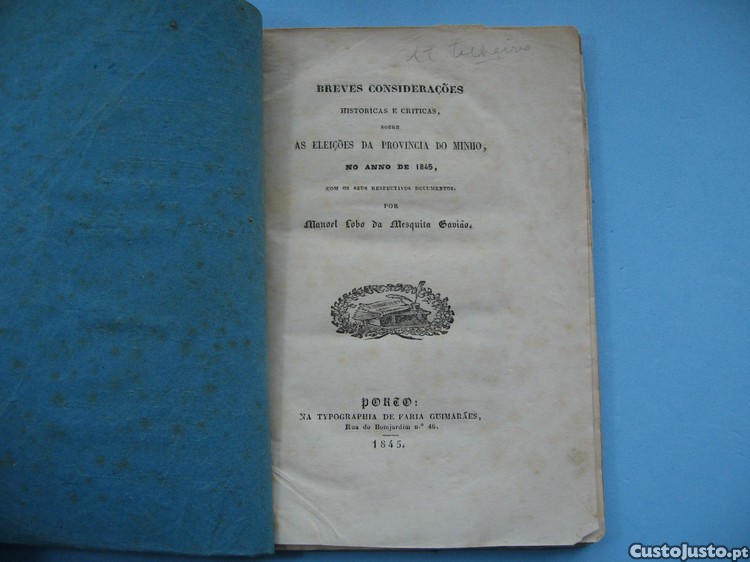 BREVES CONSIDERAÇÕES
HISTORICAS E CRITICAS,
SOBRE
AS ELEIÇÕES DA PROVINCIA DO MINHO,
NO ANNO DE 1845,
COM OS SEUS RESPECTIVOS DOCUMENTOS.
POR
Manoel Lobo da Mesquita Gavião.
PORTO:
NA TYPOGRAPHIA DE FARIA GUIMARÃES,
Rua do Bomjardim n.º 46.
1845.
CustoJusto.pt